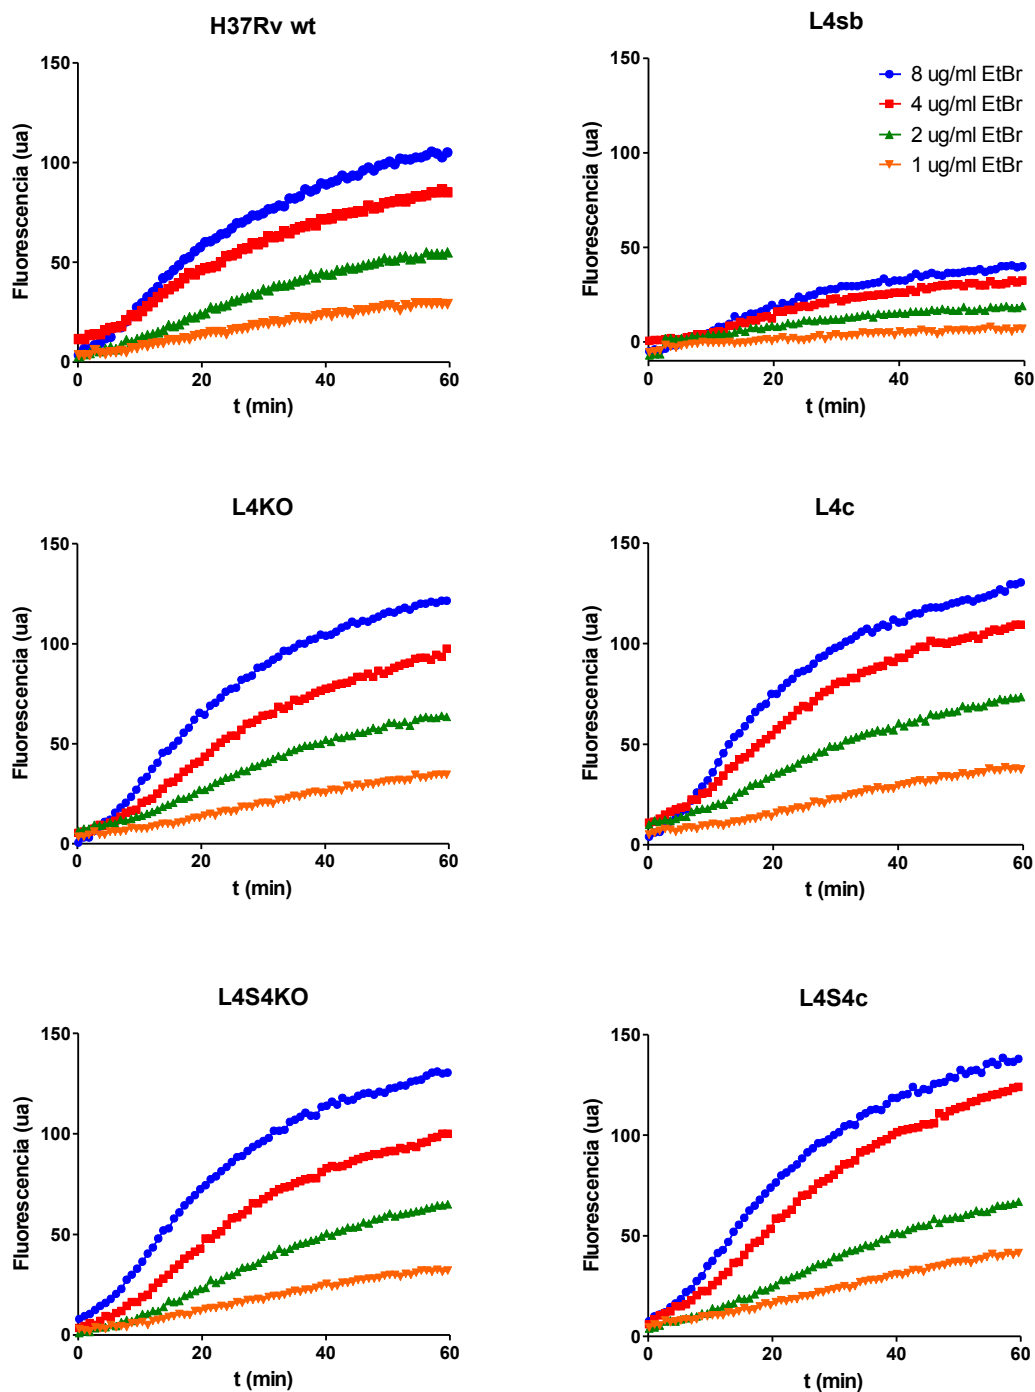 H37Rv wt
150
100
50
0
Fluorescencia (ua)
0 20 40 60
t (min)
L4sb
150
100
50
0
Fluorescencia (ua)
0 20 40 60
t (min)
8 ug/ml EtBr
4 ug/ml EtBr
2 ug/ml EtBr
1 ug/ml EtBr
L4KO
150
100
50
0
Fluorescencia (ua)
0 20 40 60
t (min)
L4c
150
100
50
0
Fluorescencia (ua)
0 20 40 60
t (min)
L4S4KO
150
100
50
0
Fluorescencia (ua)
0 20 40 60
t (min)
L4S4c
150
100
50
0
Fluorescencia (ua)
0 20 40 60
t (min)